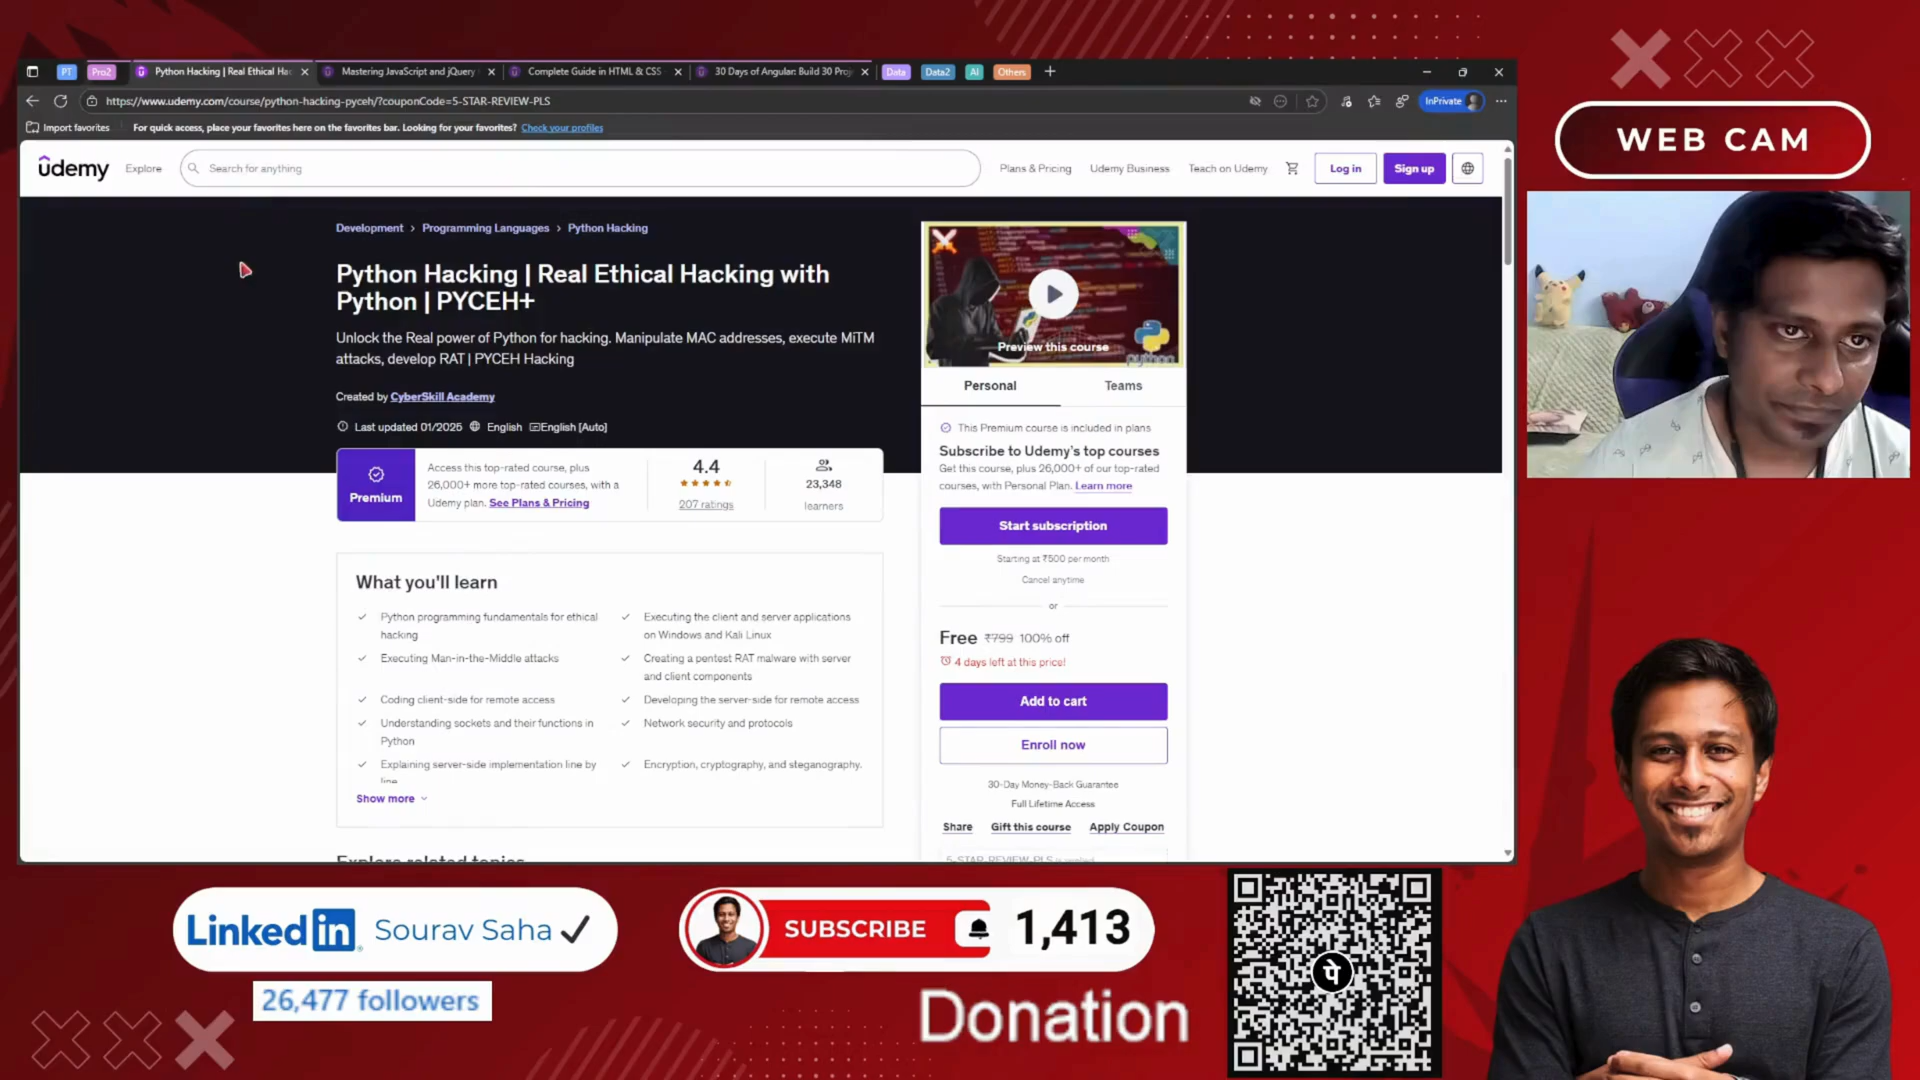 PT
Pro2
Python Hacking | Real Ethical Hac
Mastering JavaScript and jQuery
Complete Guide in HTML & CSS
30 Days of Angular: Build 30 Proj
Data
Data2
AI
Others
https://www.udemy.com/course/python-hacking-pyceh/?couponCode=5-STAR-REVIEW-PLS
InPrivate
Import favorites
For quick access, place your favorites here on the favorites bar. Looking for your favorites? Check your profiles
udemy
Explore
Search for anything
Plans & Pricing
Udemy Business
Teach on Udemy
Log in
Sign up
Development > Programming Languages > Python Hacking
Python Hacking | Real Ethical Hacking with
Python | PYCEH+
Unlock the Real power of Python for hacking. Manipulate MAC addresses, execute MiTM
attacks, develop RAT | PYCEH Hacking
Created by CyberSkill Academy
Last updated 01/2025
English
English [Auto]
Premium
Access this top-rated course, plus
26,000+ more top-rated courses, with a
Udemy plan. See Plans & Pricing
4.4
207 ratings
23,348
learners
What you'll learn
Python programming fundamentals for ethical
hacking
Executing Man-in-the-Middle attacks
Coding client-side for remote access
Understanding sockets and their functions in
Python
Explaining server-side implementation line by
line
Executing the client and server applications
on Windows and Kali Linux
Creating a pentest RAT malware with server
and client components
Developing the server-side for remote access
Network security and protocols
Encryption, cryptography, and steganography.
Show more
Explore related topics
Preview this course
python
Personal
Teams
This Premium course is included in plans
Subscribe to Udemy's top courses
Get this course, plus 26,000+ of our top-rated
courses, with Personal Plan. Learn more
Start subscription
Starting at ₹500 per month
Cancel anytime
or
Free ₹799 100% off
4 days left at this price!
Add to cart
Enroll now
30-Day Money-Back Guarantee
Full Lifetime Access
Share
Gift this course
Apply Coupon
5-STAR-REVIEW-PLS is applied
WEB CAM
LinkedIn
Sourav Saha
26,477 followers
SUBSCRIBE
1,413
Donation
पे